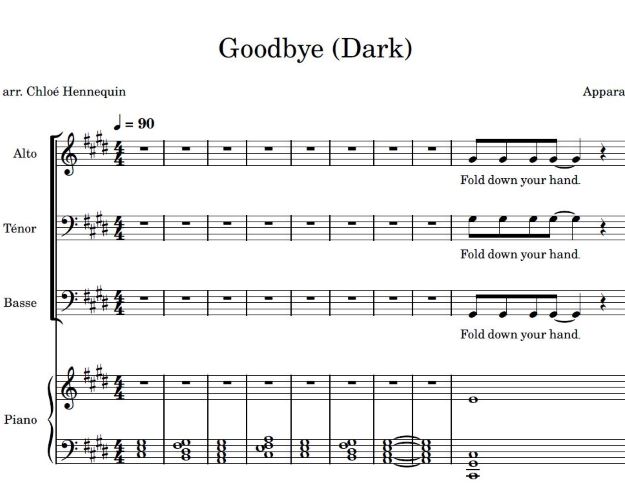 Goodbye (Dark)
arr. Chloé Hennequin
Appara
♩ = 90
Alto
Fold down your hand.
Ténor
Fold down your hand.
Basse
Fold down your hand.
Piano